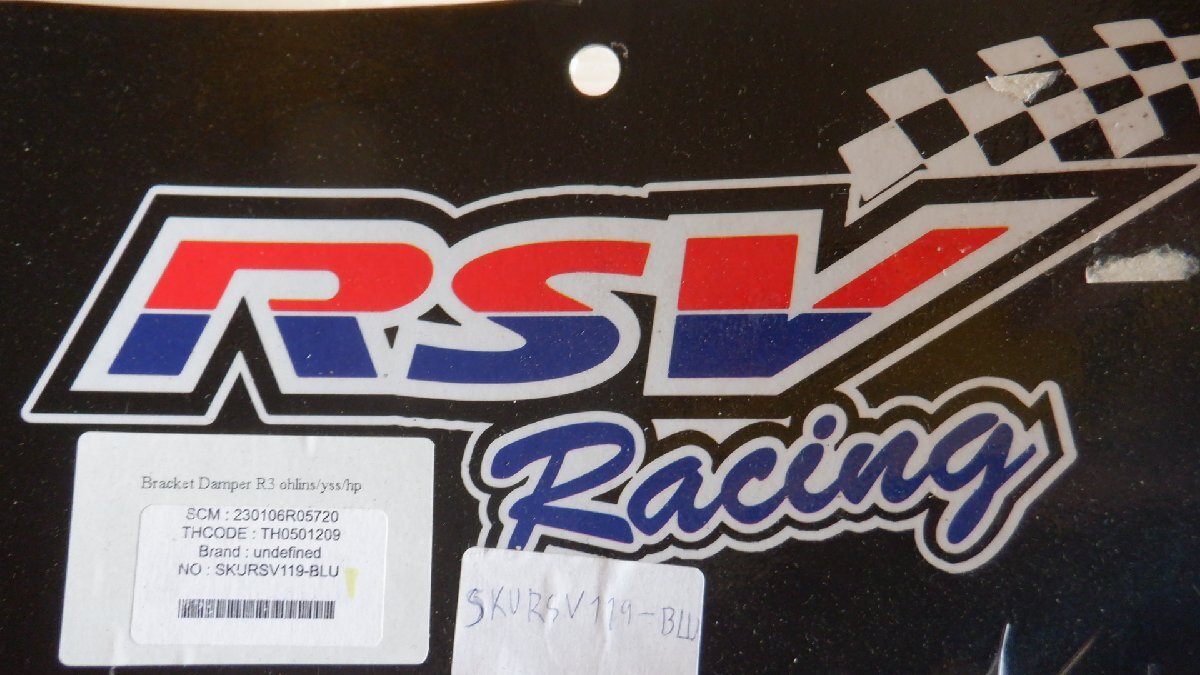 RSV
Racing
Bracket Damper R3 ohlins/yss/hp
SCM : 230106R05720
THCODE : TH0501209
Brand : undefined
NO : SKURSV119-BLU
SKURSV119-BLU